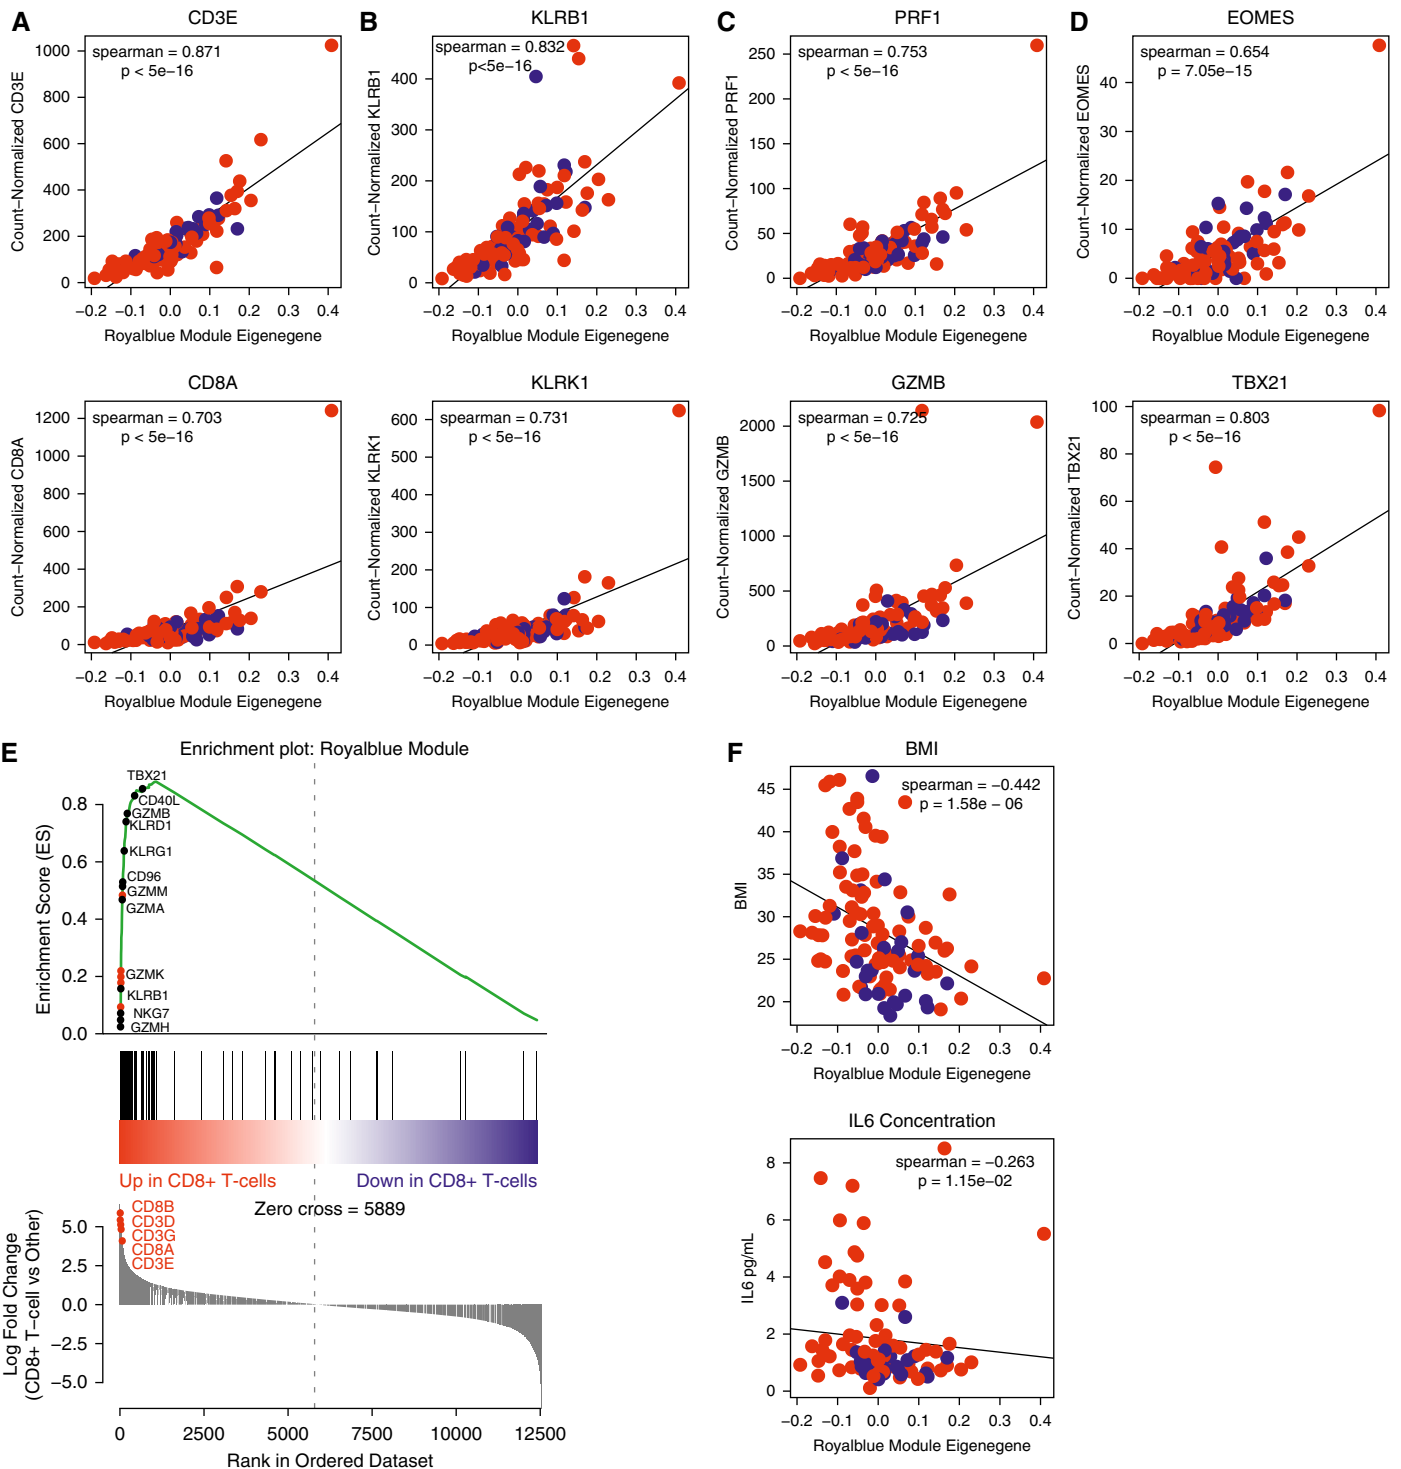 A
CD3E
spearman = 0.871
p < 5e−16
Count−Normalized CD3E
1000
800
600
400
200
0
−0.2 −0.1 0.0 0.1 0.2 0.3 0.4
Royalblue Module Eigengene
B
KLRB1
spearman = 0.832
p<5e−16
Count−Normalized KLRB1
400
300
200
100
0
−0.2 −0.1 0.0 0.1 0.2 0.3 0.4
Royalblue Module Eigengene
C
PRF1
spearman = 0.753
p < 5e−16
Count−Normalized PRF1
250
200
150
100
50
0
−0.2 −0.1 0.0 0.1 0.2 0.3 0.4
Royalblue Module Eigengene
D
EOMES
spearman = 0.654
p = 7.05e−15
Count−Normalized EOMES
40
30
20
10
0
−0.2 −0.1 0.0 0.1 0.2 0.3 0.4
Royalblue Module Eigengene
CD8A
spearman = 0.703
p < 5e−16
Count−Normalized CD8A
1200
1000
800
600
400
200
0
−0.2 −0.1 0.0 0.1 0.2 0.3 0.4
Royalblue Module Eigengene
KLRK1
spearman = 0.731
p < 5e−16
Count−Normalized KLRK1
600
500
400
300
200
100
0
−0.2 −0.1 0.0 0.1 0.2 0.3 0.4
Royalblue Module Eigengene
GZMB
spearman = 0.725
p < 5e−16
Count−Normalized GZMB
2000
1500
1000
500
0
−0.2 −0.1 0.0 0.1 0.2 0.3 0.4
Royalblue Module Eigengene
TBX21
spearman = 0.803
p < 5e−16
Count−Normalized TBX21
100
80
60
40
20
0
−0.2 −0.1 0.0 0.1 0.2 0.3 0.4
Royalblue Module Eigengene
E
Enrichment plot: Royalblue Module
Enrichment Score (ES)
0.8
0.6
0.4
0.2
0.0
TBX21
CD40L
GZMB
KLRD1
KLRG1
CD96
GZMM
GZMA
GZMK
KLRB1
NKG7
GZMH
Up in CD8+ T-cells
Down in CD8+ T-cells
Zero cross = 5889
CD8B
CD3D
CD3G
CD8A
CD3E
Log Fold Change
(CD8+ T-cell vs Other)
5.0
2.5
0.0
−2.5
−5.0
0 2500 5000 7500 10000 12500
Rank in Ordered Dataset
F
BMI
spearman = −0.442
p = 1.58e - 06
BMI
45
40
35
30
25
20
−0.2 −0.1 0.0 0.1 0.2 0.3 0.4
Royalblue Module Eigengene
IL6 Concentration
spearman = −0.263
p = 1.15e−02
IL6 pg/mL
8
6
4
2
0
−0.2 −0.1 0.0 0.1 0.2 0.3 0.4
Royalblue Module Eigengene